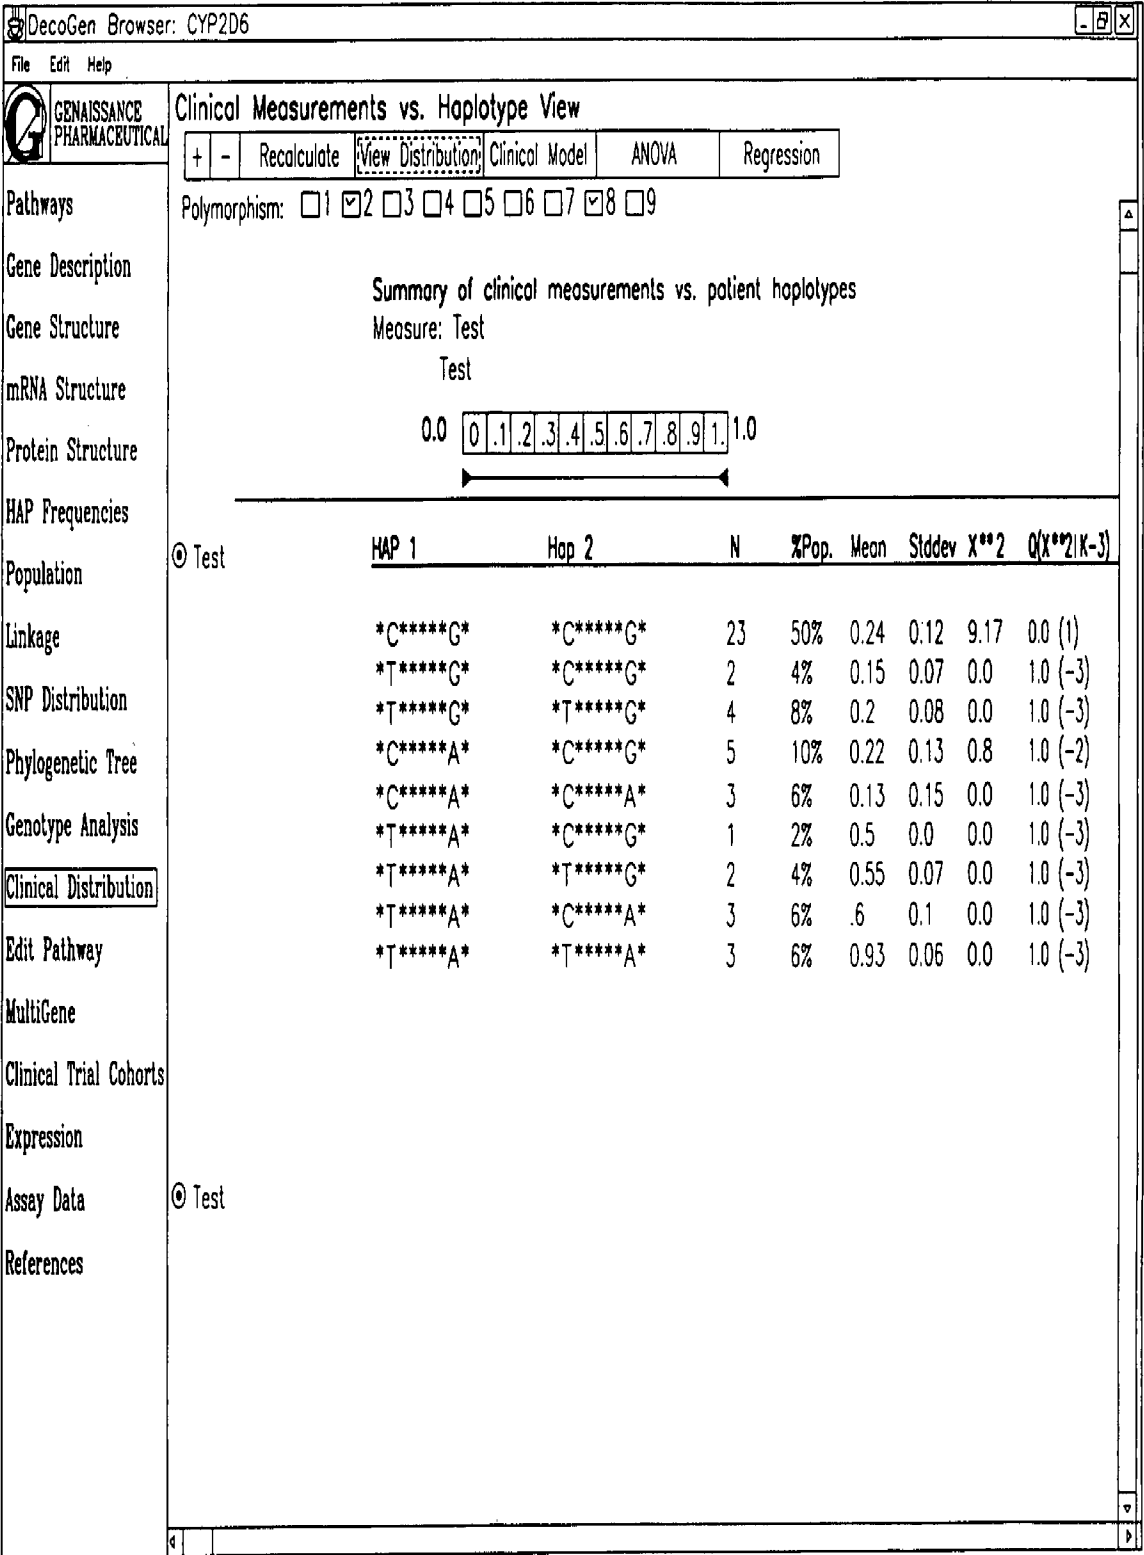 DecoGen Browser: CYP2D6
File Edit Help
GENAISSANCE
PHARMACEUTICAL
Clinical Measurements vs. Haplotype View
+ - Recalculate View Distribution Clinical Model ANOVA Regression
Polymorphism: 1 2 3 4 5 6 7 8 9
Pathways
Gene Description
Gene Structure
mRNA Structure
Protein Structure
HAP Frequencies
Population
Linkage
SNP Distribution
Phylogenetic Tree
Genotype Analysis
Clinical Distribution
Edit Pathway
MultiGene
Clinical Trial Cohorts
Expression
Assay Data
References
Summary of clinical measurements vs. patient haplotypes
Measure: Test
Test
0.0 0 .1 .2 .3 .4 .5 .6 .7 .8 .9 1. 1.0
Test
HAP 1 Hap 2 N %Pop. Mean Stddev X**2 Q(X**2|K-3)
*C*****G* *C*****G* 23 50% 0.24 0.12 9.17 0.0 (1)
*T*****G* *C*****G* 2 4% 0.15 0.07 0.0 1.0 (-3)
*T*****G* *T*****G* 4 8% 0.2 0.08 0.0 1.0 (-3)
*C*****A* *C*****G* 5 10% 0.22 0.13 0.8 1.0 (-2)
*C*****A* *C*****A* 3 6% 0.13 0.15 0.0 1.0 (-3)
*T*****A* *C*****G* 1 2% 0.5 0.0 0.0 1.0 (-3)
*T*****A* *T*****G* 2 4% 0.55 0.07 0.0 1.0 (-3)
*T*****A* *C*****A* 3 6% .6 0.1 0.0 1.0 (-3)
*T*****A* *T*****A* 3 6% 0.93 0.06 0.0 1.0 (-3)
Test